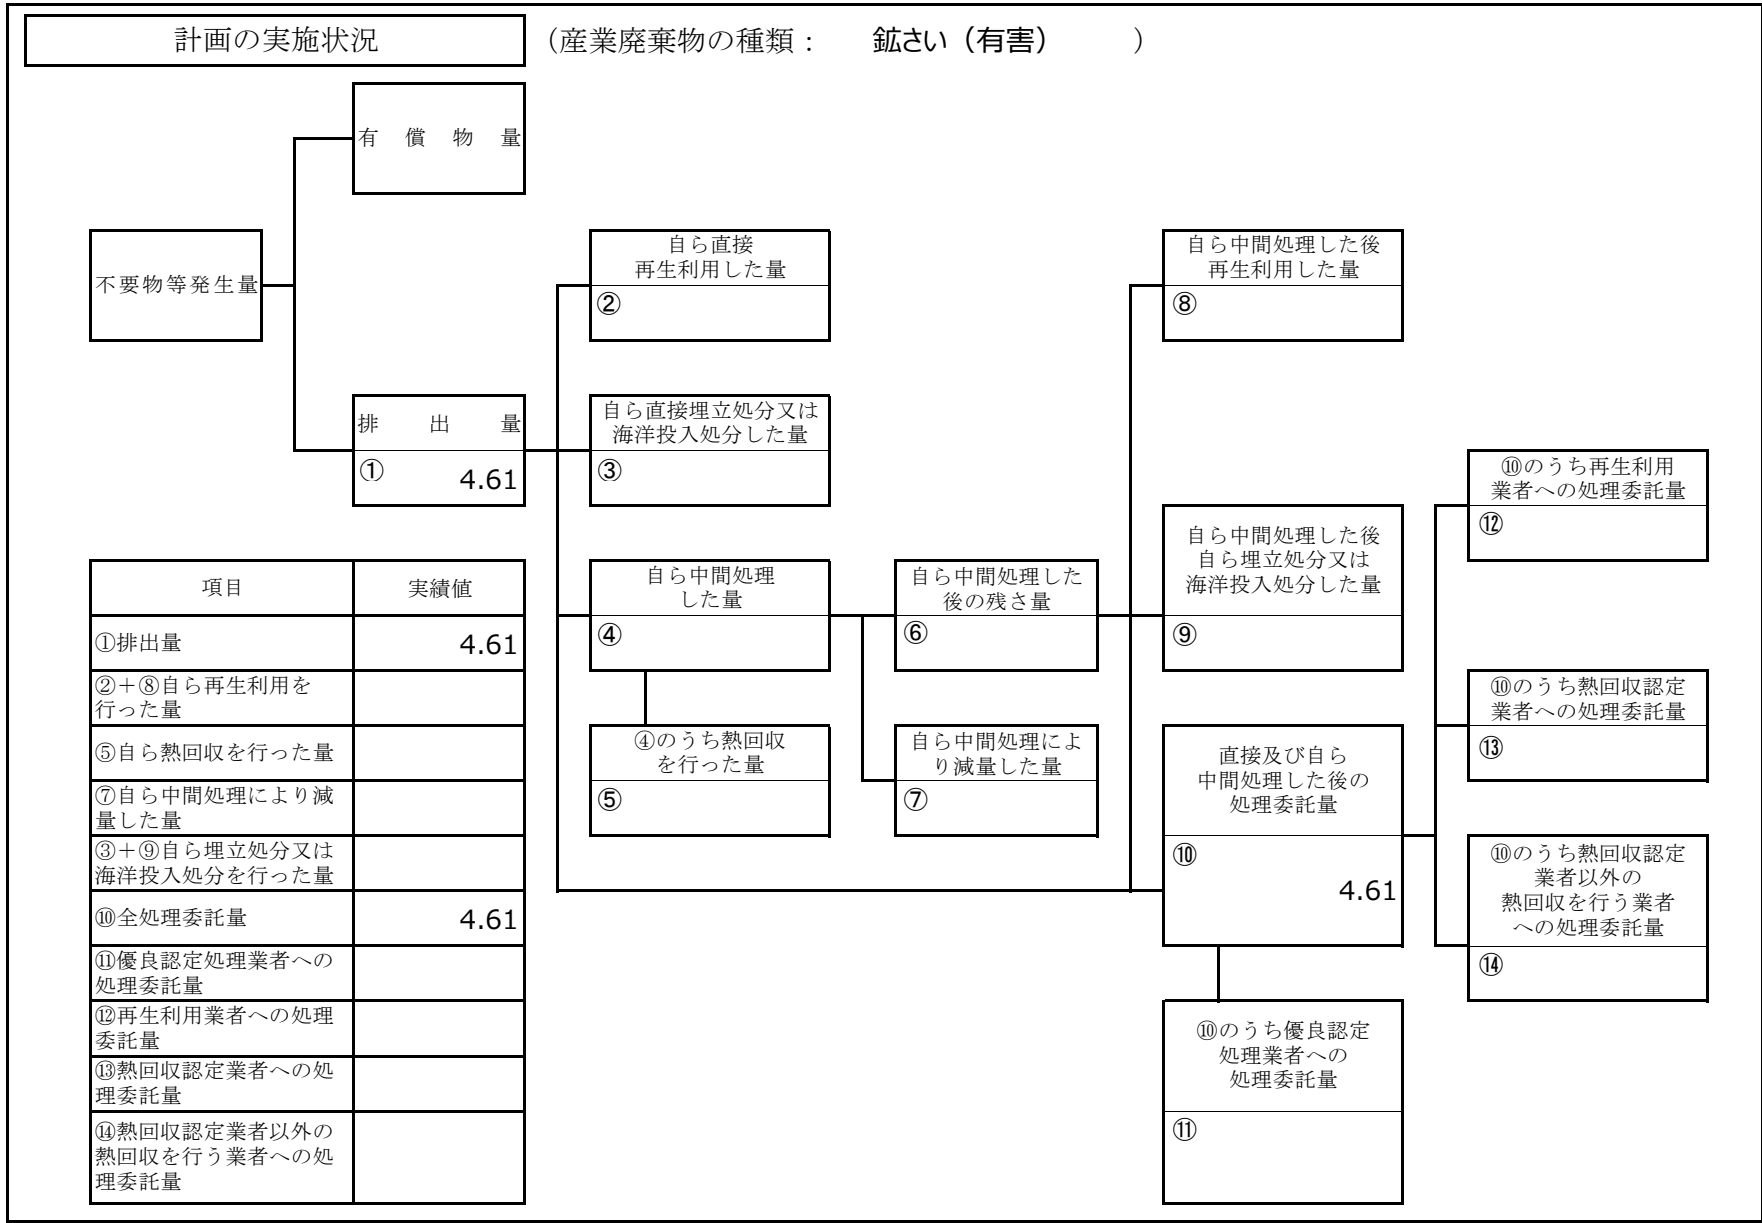 計画の実施状況 (産業廃棄物の種類： 鉱さい（有害） )
有償物量
不要物等発生量
自ら直接
再生利用した量
②
自ら中間処理した後
再生利用した量
⑧
排出量
① 4.61
自ら直接埋立処分又は
海洋投入処分した量
③
⑩のうち再生利用
業者への処理委託量
⑫
自ら中間処理
した量
④
自ら中間処理した
後の残さ量
⑥
自ら中間処理した後
自ら埋立処分又は
海洋投入処分した量
⑨
⑩のうち熱回収認定
業者への処理委託量
⑬
④のうち熱回収
を行った量
⑤
自ら中間処理によ
り減量した量
⑦
直接及び自ら
中間処理した後の
処理委託量
⑩
4.61
⑩のうち熱回収認定
業者以外の
熱回収を行う業者
への処理委託量
⑭
⑩のうち優良認定
処理業者への
処理委託量
⑪
項目 実績値
①排出量 4.61
②＋⑧自ら再生利用を
行った量
⑤自ら熱回収を行った量
⑦自ら中間処理により減
量した量
③＋⑨自ら埋立処分又は
海洋投入処分を行った量
⑩全処理委託量 4.61
⑪優良認定処理業者への
処理委託量
⑫再生利用業者への処理
委託量
⑬熱回収認定業者への処
理委託量
⑭熱回収認定業者以外の
熱回収を行う業者への処
理委託量